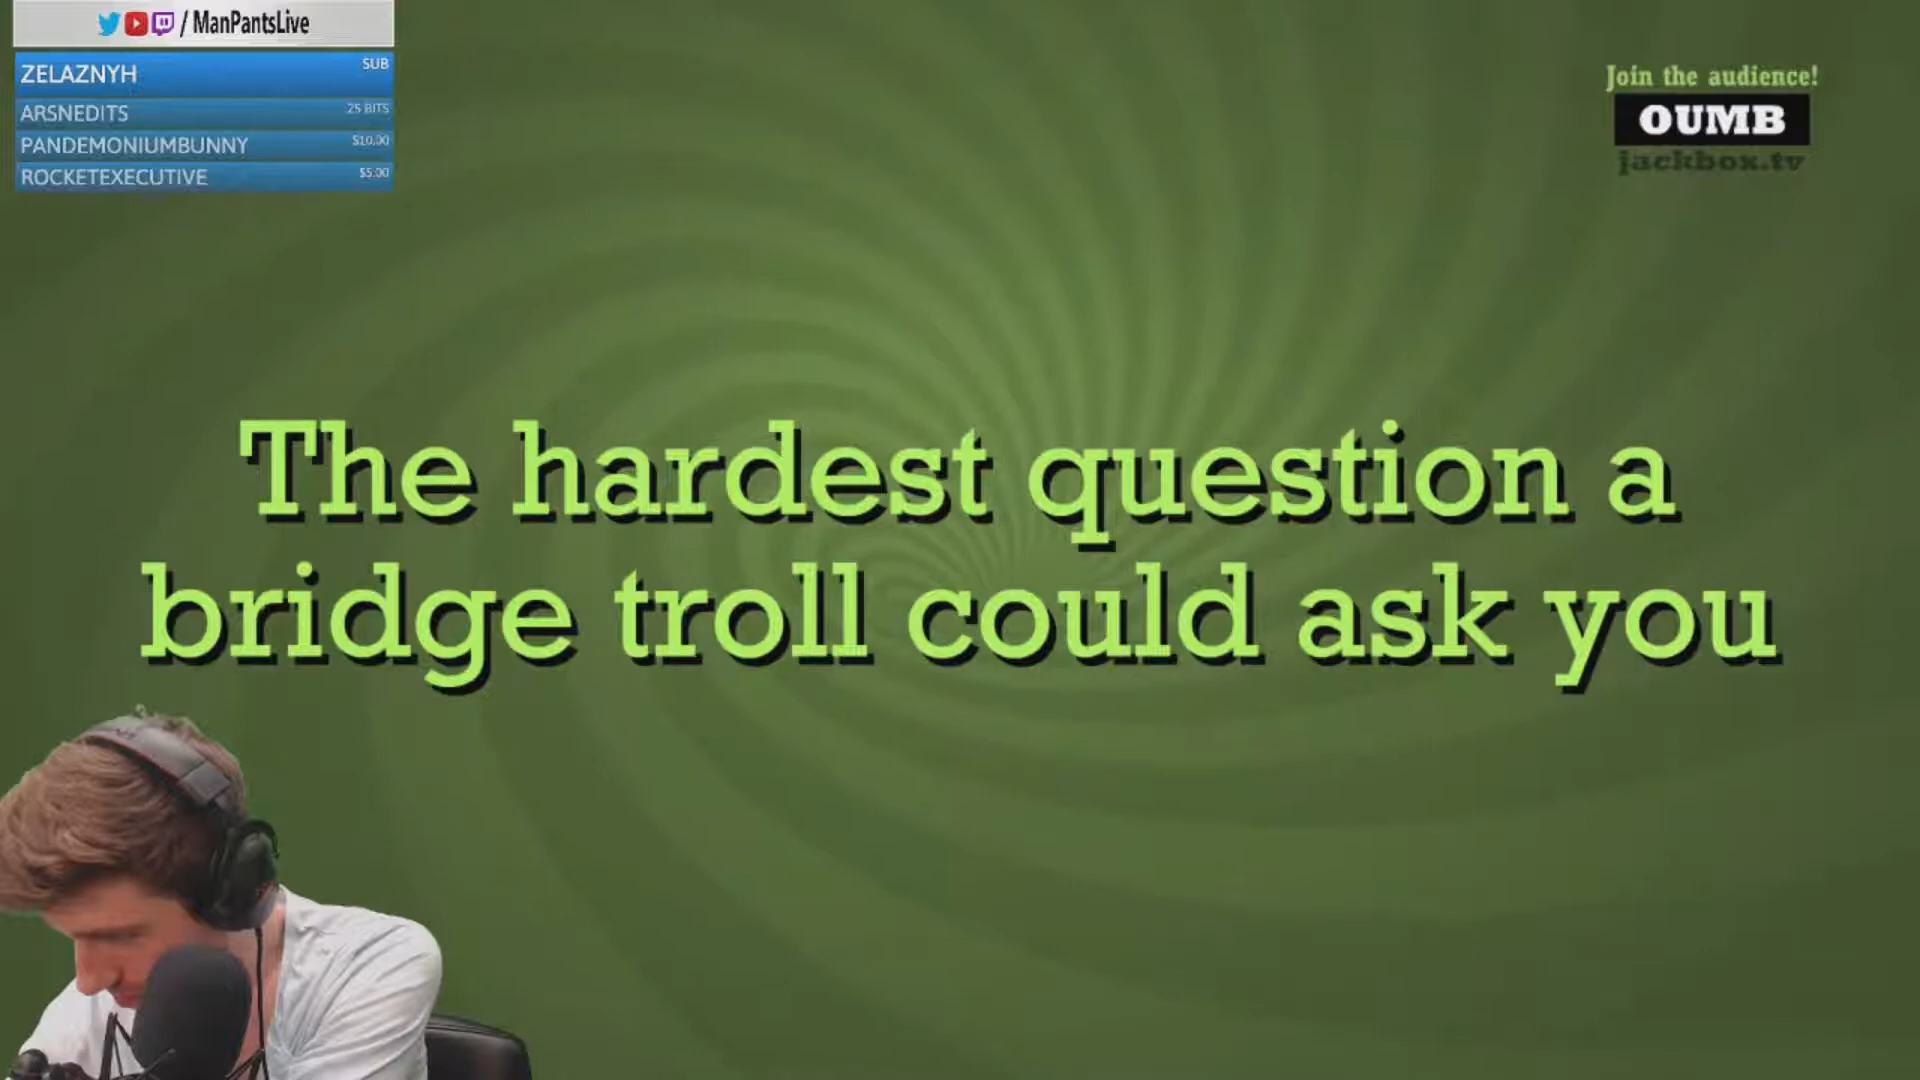 / ManPantsLive
ZELAZNYH SUB
ARSNEDITS 25 BITS
PANDEMONIUMBUNNY $10.00
ROCKETEXECUTIVE $5.00
Join the audience!
OUMB
jackbox.tv
The hardest question a
bridge troll could ask you